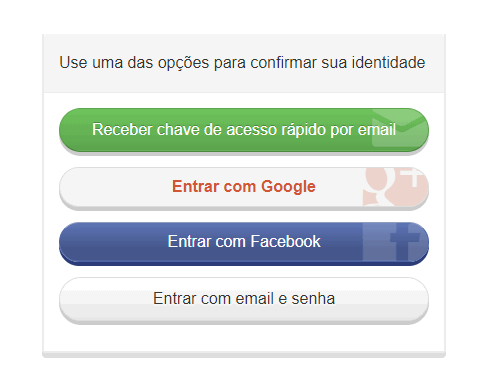 Use uma das opções para confirmar sua identidade
Receber chave de acesso rápido por email
Entrar com Google
Entrar com Facebook
Entrar com email e senha